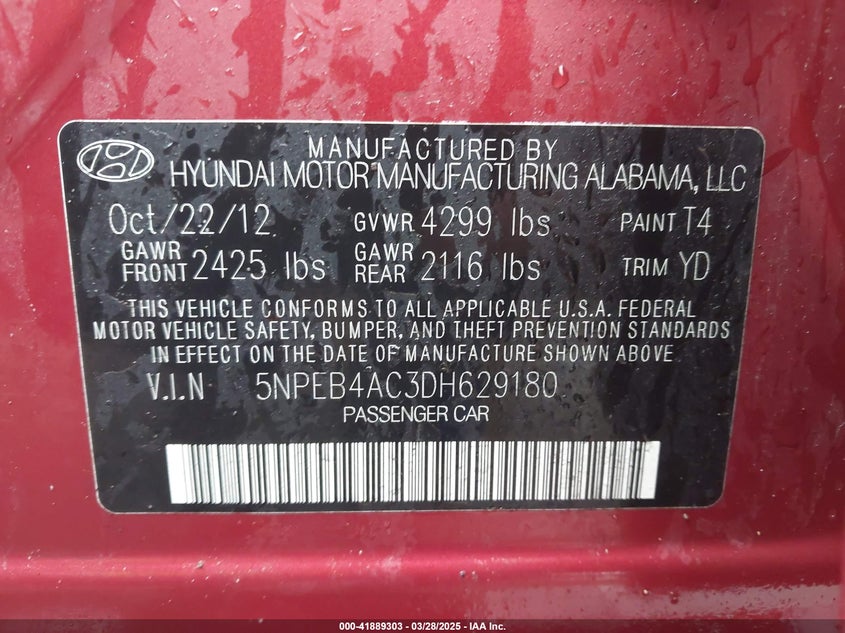 MANUFACTURED BY
HYUNDAI MOTOR MANUFACTURING ALABAMA, LLC
Oct/22/12 GVWR 4299 lbs PAINT T4
GAWR FRONT 2425 lbs GAWR REAR 2116 lbs TRIM YD
THIS VEHICLE CONFORMS TO ALL APPLICABLE U.S.A. FEDERAL
MOTOR VEHICLE SAFETY, BUMPER, AND THEFT PREVENTION STANDARDS
IN EFFECT ON THE DATE OF MANUFACTURE SHOWN ABOVE.
V.I.N 5NPEB4AC3DH629180
PASSENGER CAR
000-41889303 / 03/28/2025 - IAA Inc.